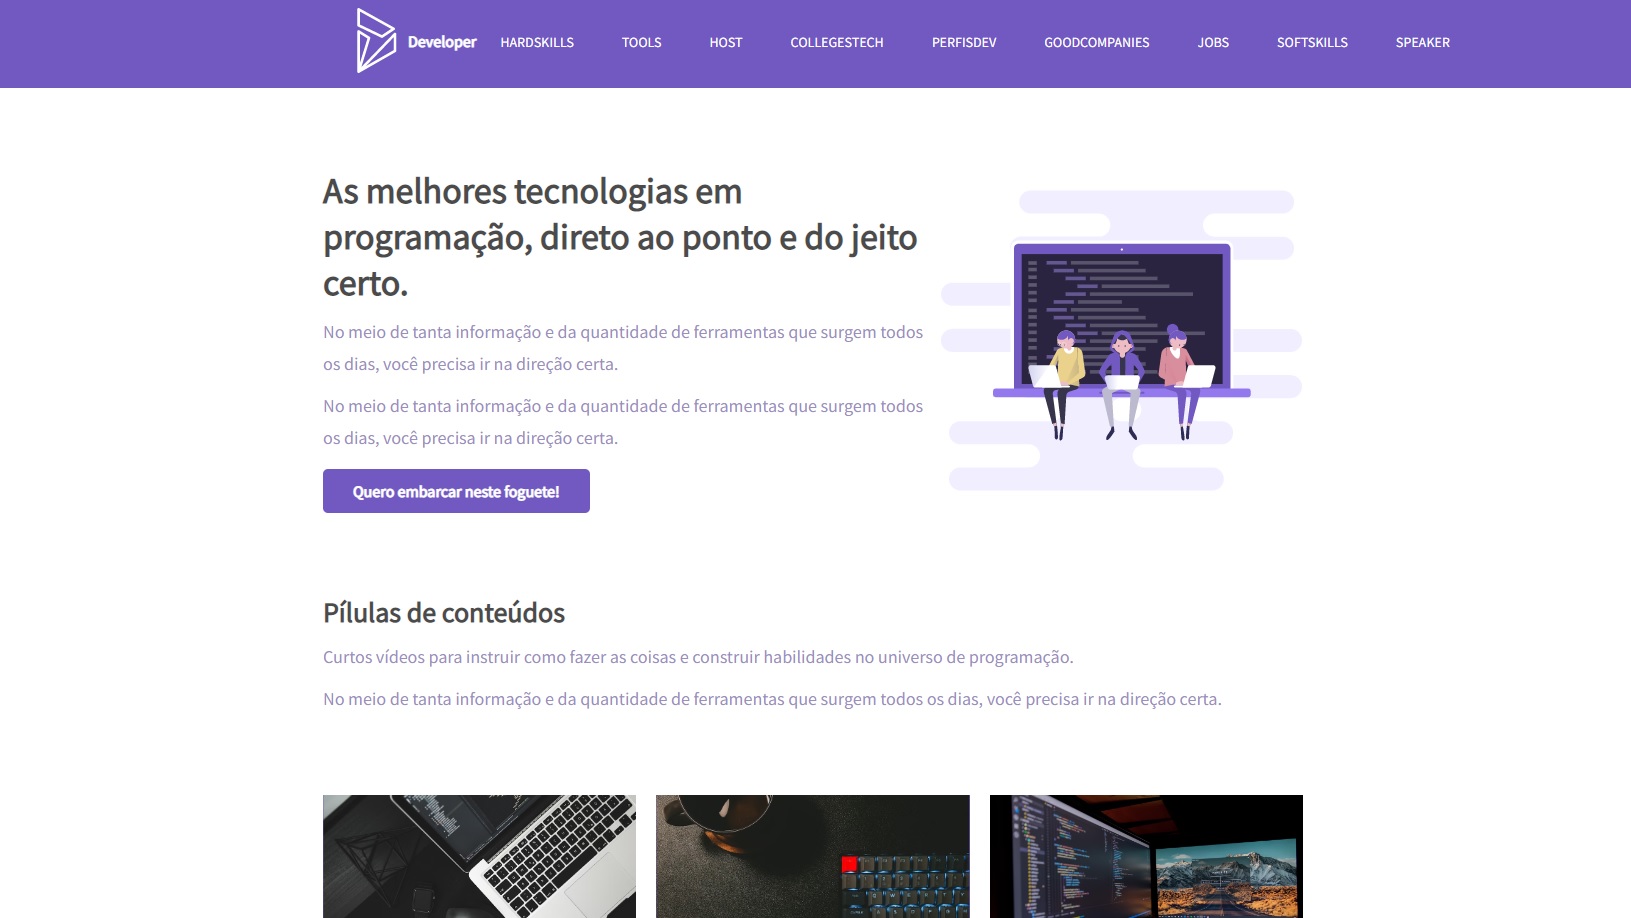 Developer HARDSKILLS TOOLS HOST COLLEGESTECH PERFISDEV GOODCOMPANIES JOBS SOFTSKILLS SPEAKER
As melhores tecnologias em
programação, direto ao ponto e do jeito
certo.
No meio de tanta informação e da quantidade de ferramentas que surgem todos
os dias, você precisa ir na direção certa.
No meio de tanta informação e da quantidade de ferramentas que surgem todos
os dias, você precisa ir na direção certa.
Quero embarcar neste foguete!
Pílulas de conteúdos
Curtos vídeos para instruir como fazer as coisas e construir habilidades no universo de programação.
No meio de tanta informação e da quantidade de ferramentas que surgem todos os dias, você precisa ir na direção certa.